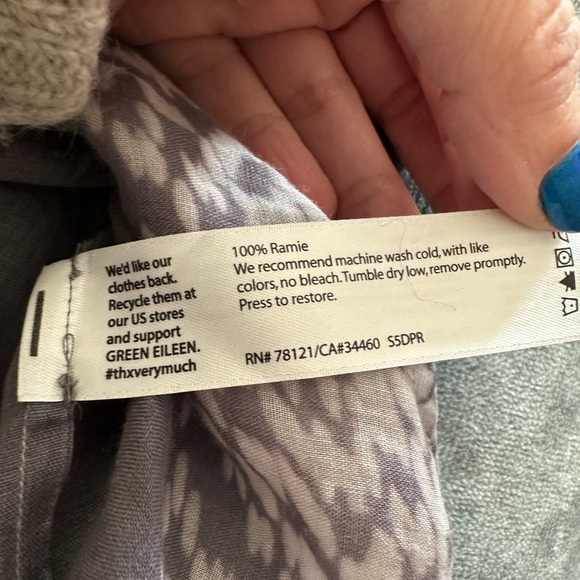 We'd like our
clothes back.
Recycle them at
our US stores
and support
GREEN EILEEN.
#thxverymuch
100% Ramie
We recommend machine wash cold, with like
colors, no bleach. Tumble dry low, remove promptly.
Press to restore.
RN# 78121/CA#34460 S5DPR